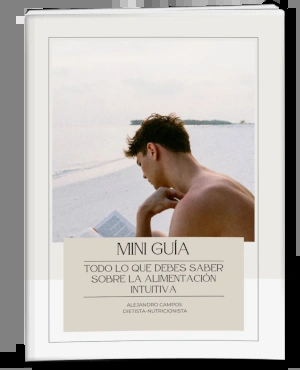 MINI GUÍA
TODO LO QUE DEBES SABER
SOBRE LA ALIMENTACIÓN
INTUITIVA
ALEJANDRO CAMPOS
DIETISTA-NUTRICIONISTA